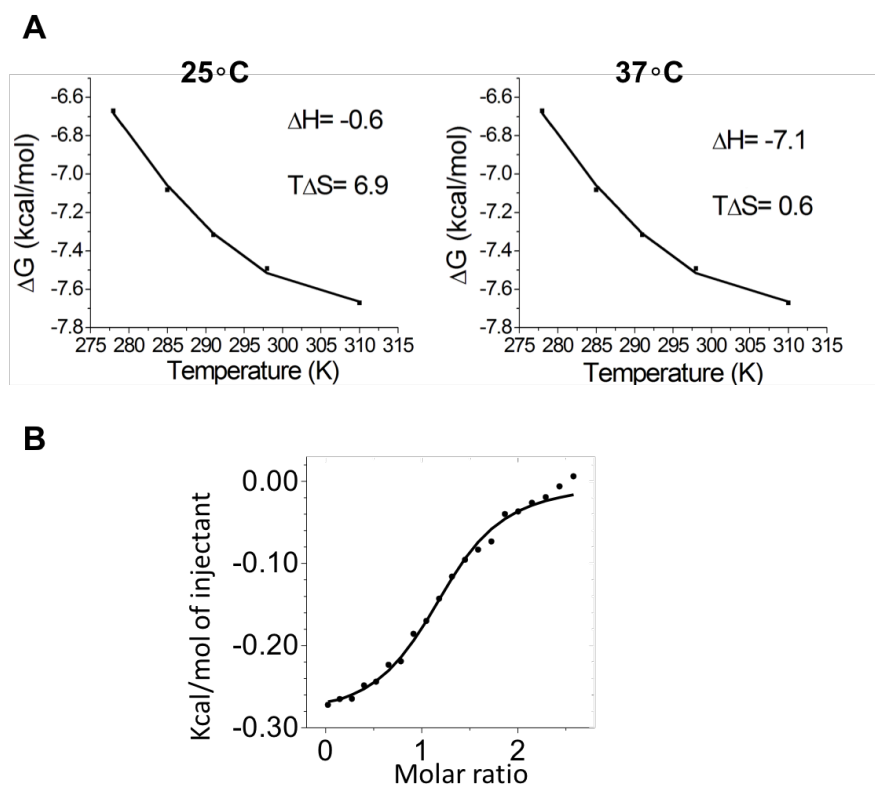 A
25∘C
37∘C
ΔG (kcal/mol)
-6.6
-6.8
-7.0
-7.2
-7.4
-7.6
-7.8
ΔH= -0.6
TΔS= 6.9
275 280 285 290 295 300 305 310 315
Temperature (K)
ΔG (kcal/mol)
-6.6
-6.8
-7.0
-7.2
-7.4
-7.6
-7.8
ΔH= -7.1
TΔS= 0.6
275 280 285 290 295 300 305 310 315
Temperature (K)
B
Kcal/mol of injectant
0.00
-0.10
-0.20
-0.30
0 1 2
Molar ratio